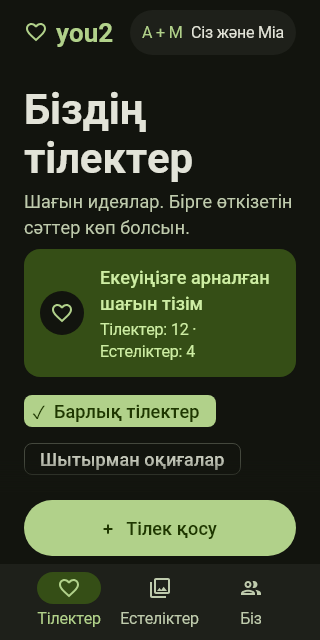 you2
A + M Сіз және Mia
Біздің
тілектер
Шағын идеялар. Бірге өткізетін
сәттер көп болсын.
Екеуіңізге арналған
шағын тізім
Тілектер: 12 ·
Естеліктер: 4
✓ Барлық тілектер
Шытырман оқиғалар
+ Тілек қосу
Тілектер Естеліктер Біз